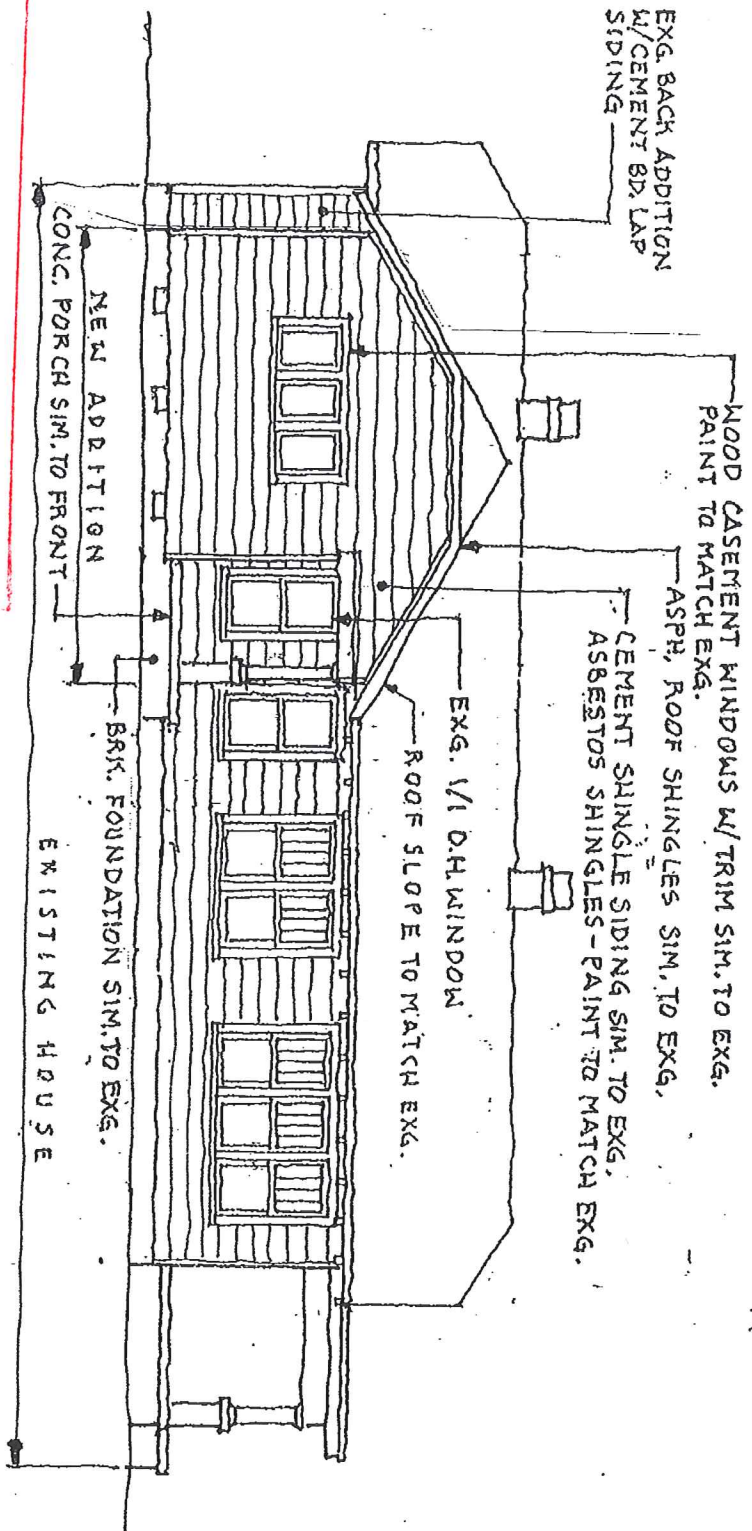 EXG. BACK ADDITION
W/CEMENT BD. LAP
SIDING
WOOD CASEMENT WINDOWS W/ TRIM SIM. TO EXG.
PAINT TO MATCH EXG.
ASPH, ROOF SHINGLES SIM. TO EXG.
CEMENT SHINGLE SIDING SIM. TO EXG.
ASBESTOS SHINGLES - PAINT TO MATCH EXG.
EXG. 1/1 D.H. WINDOW
ROOF SLOPE TO MATCH EXG.
NEW ADDITION
CONC. PORCH SIM. TO FRONT
BRK. FOUNDATION SIM. TO EXG.
EXISTING HOUSE